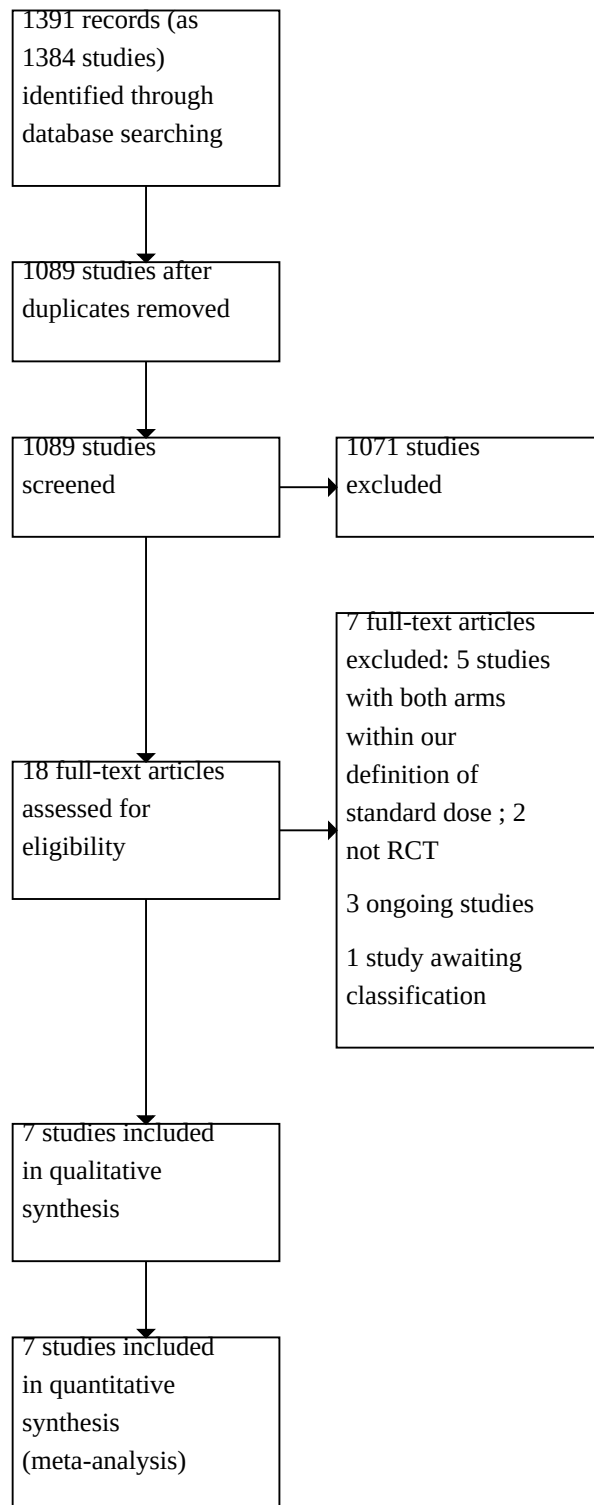 1391 records (as
1384 studies)
identified through
database searching
1089 studies after
duplicates removed
1089 studies
screened
1071 studies
excluded
18 full-text articles
assessed for
eligibility
7 full-text articles
excluded: 5 studies
with both arms
within our
definition of
standard dose ; 2
not RCT
3 ongoing studies
1 study awaiting
classification
7 studies included
in qualitative
synthesis
7 studies included
in quantitative
synthesis
(meta-analysis)